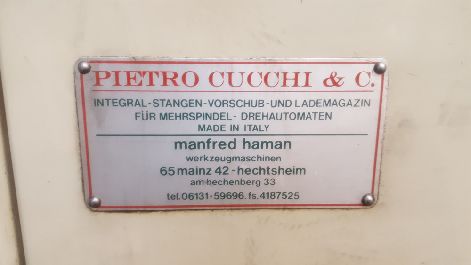 PIETRO CUCCHI & C.
INTEGRAL-STANGEN-VORSCHUB-UND LADEMAGAZIN
FÜR MEHRSPINDEL- DREHAUTOMATEN
MADE IN ITALY
manfred haman
werkzeugmaschinen
65 mainz 42-hechtsheim
am hechenberg 33
tel. 06131-59696. fs. 4187525